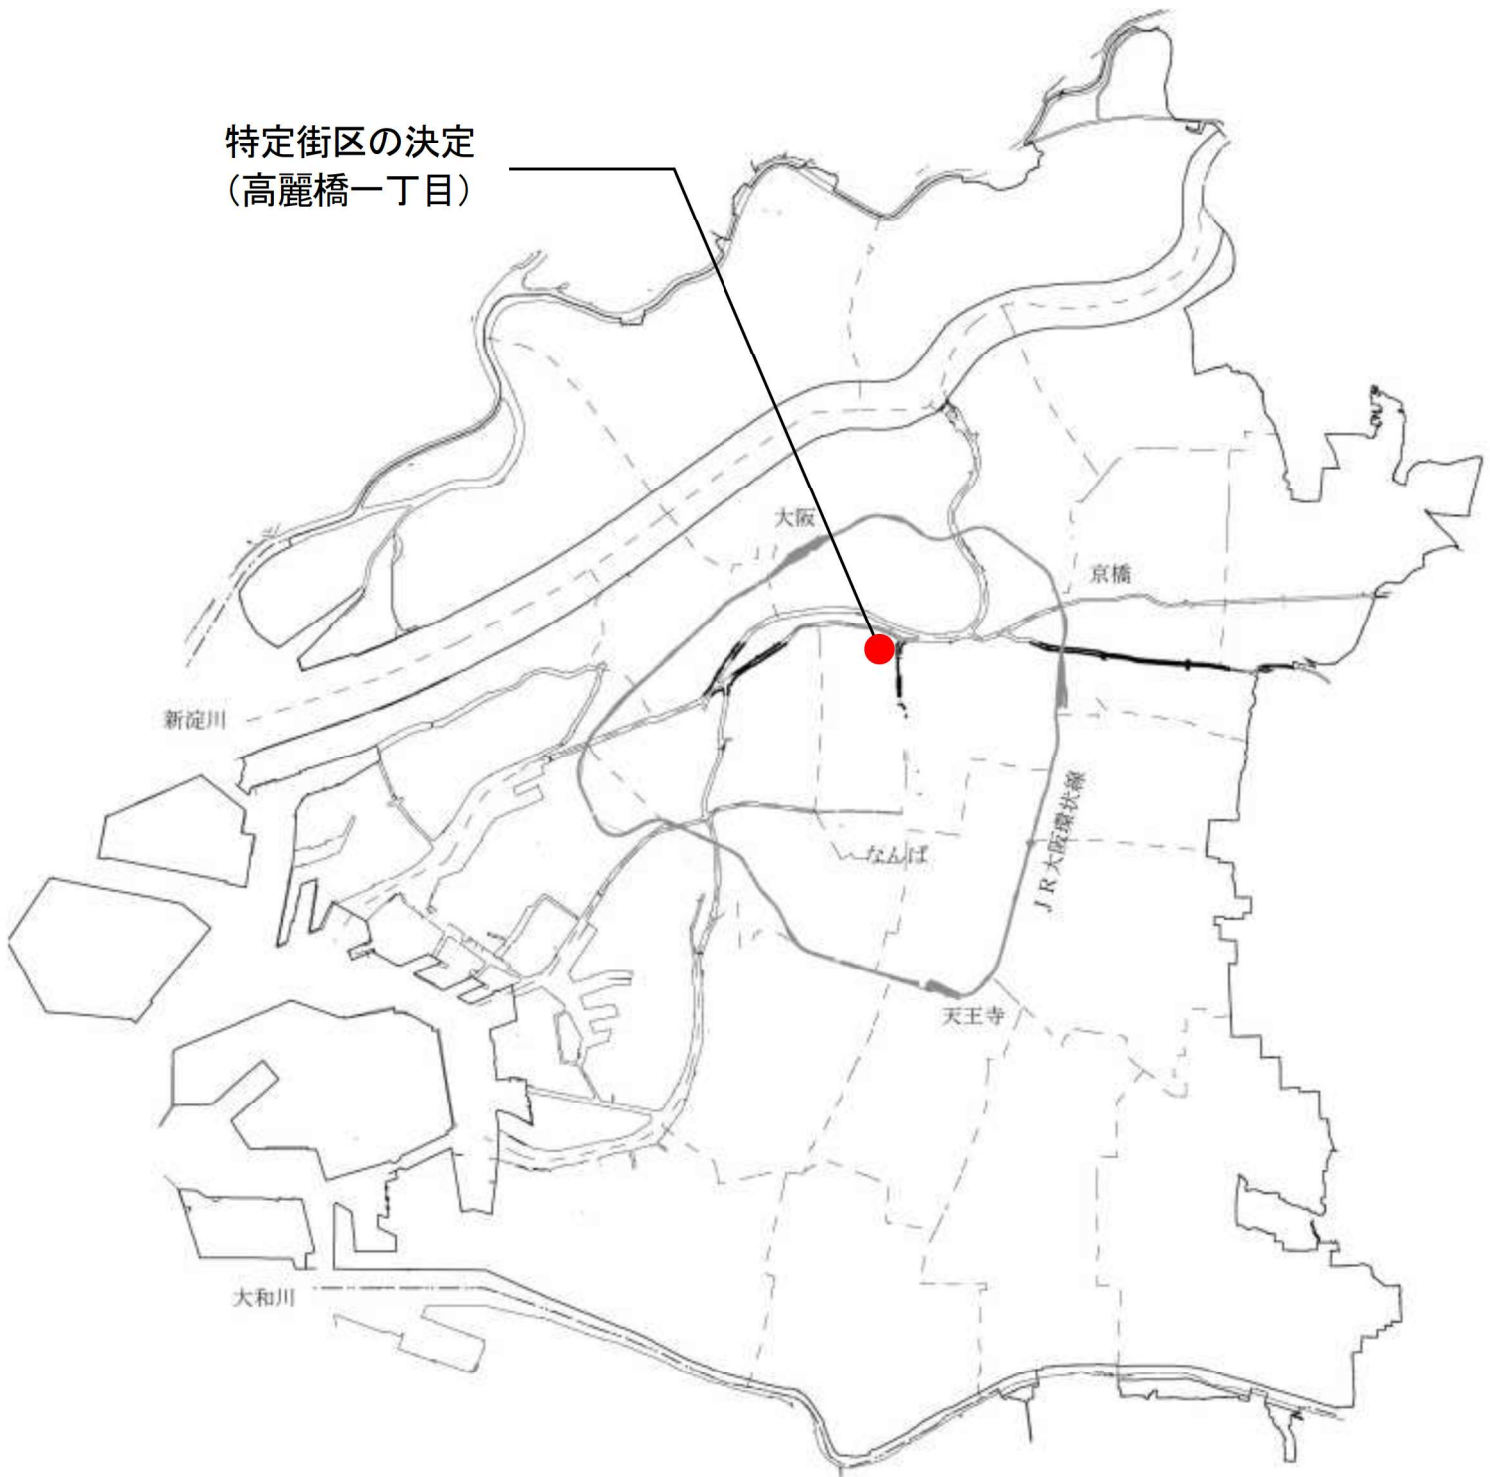 特定街区の決定
（高麗橋一丁目）
大阪
京橋
新淀川
JR大阪環状線
なんば
天王寺
大和川